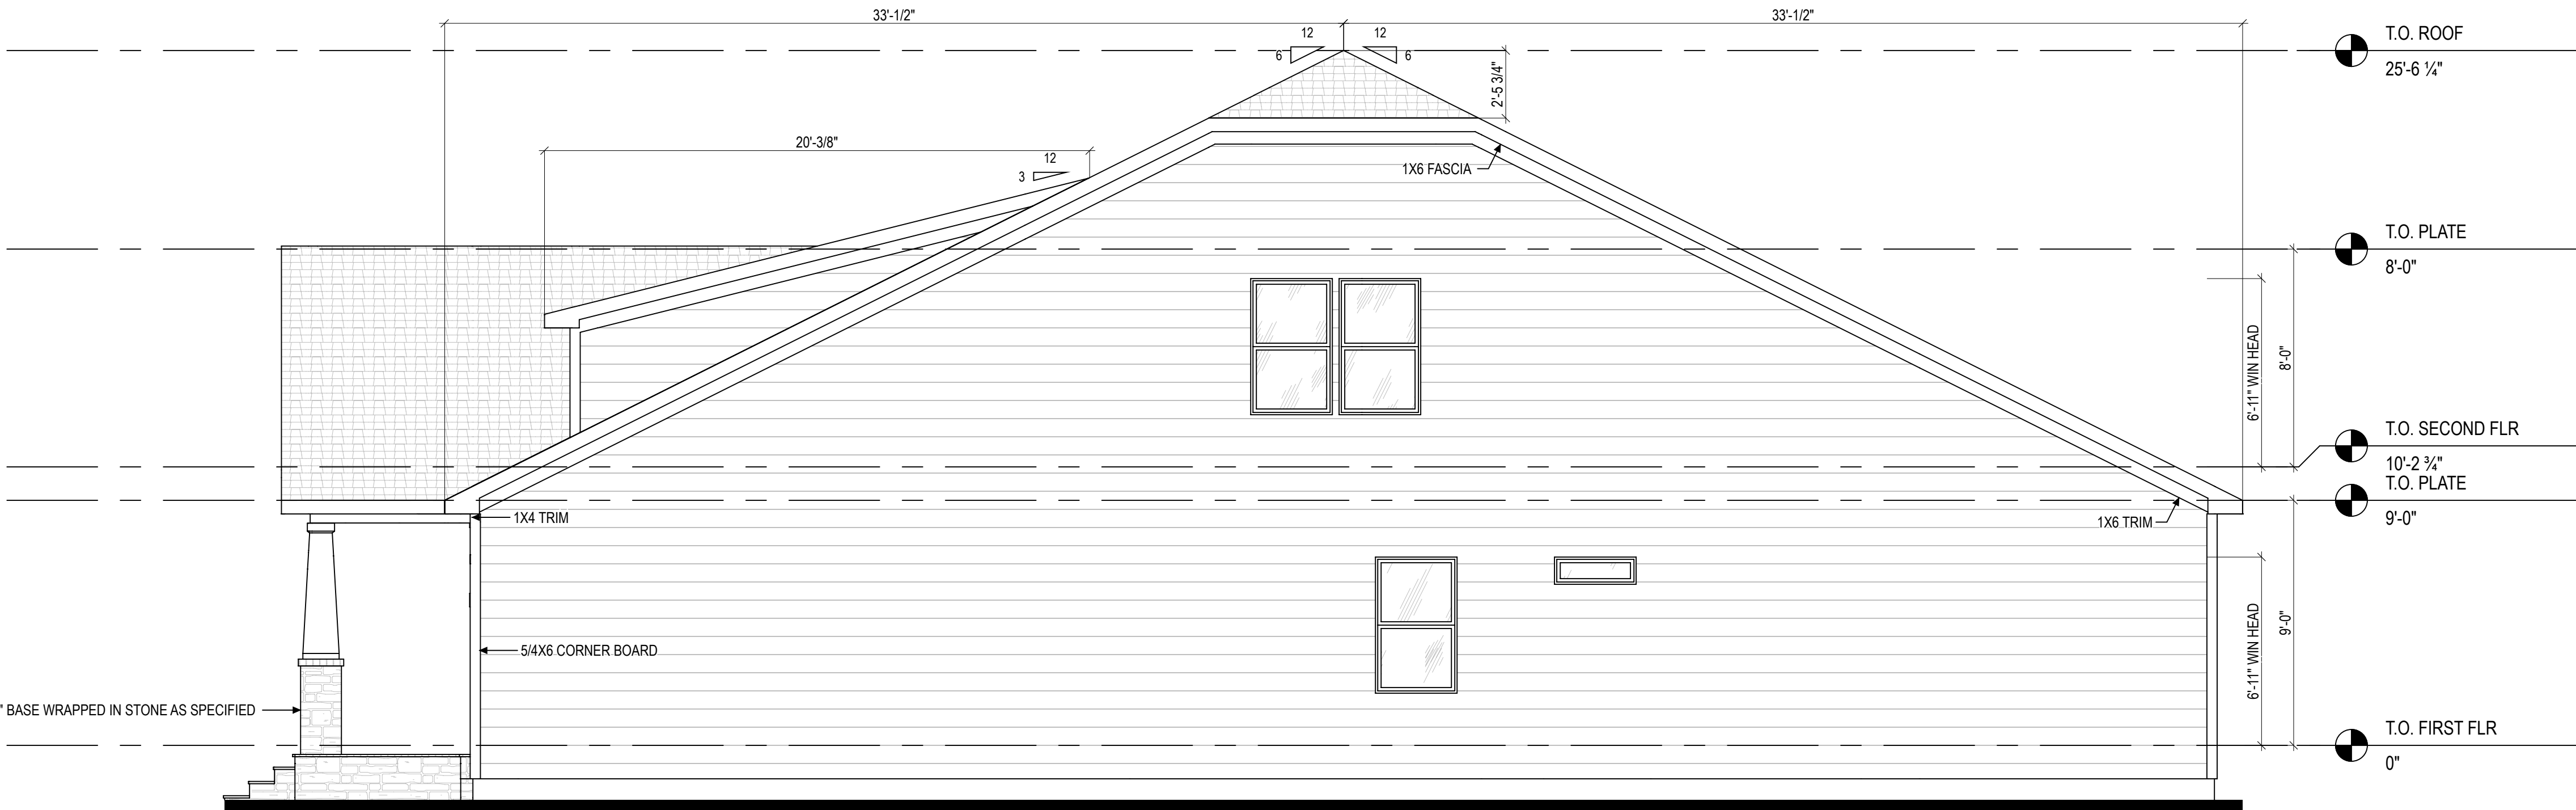 33'-1/2"
33'-1/2"
T.O. ROOF
25'-6 ¼"
12
6
12
6
2'-5 3/4"
20'-3/8"
12
3
1X6 FASCIA
T.O. PLATE
8'-0"
6'-11" WIN HEAD
8'-0"
T.O. SECOND FLR
10'-2 ¾"
T.O. PLATE
9'-0"
1X4 TRIM
1X6 TRIM
5/4X6 CORNER BOARD
6'-11" WIN HEAD
9'-0"
" BASE WRAPPED IN STONE AS SPECIFIED
T.O. FIRST FLR
0"